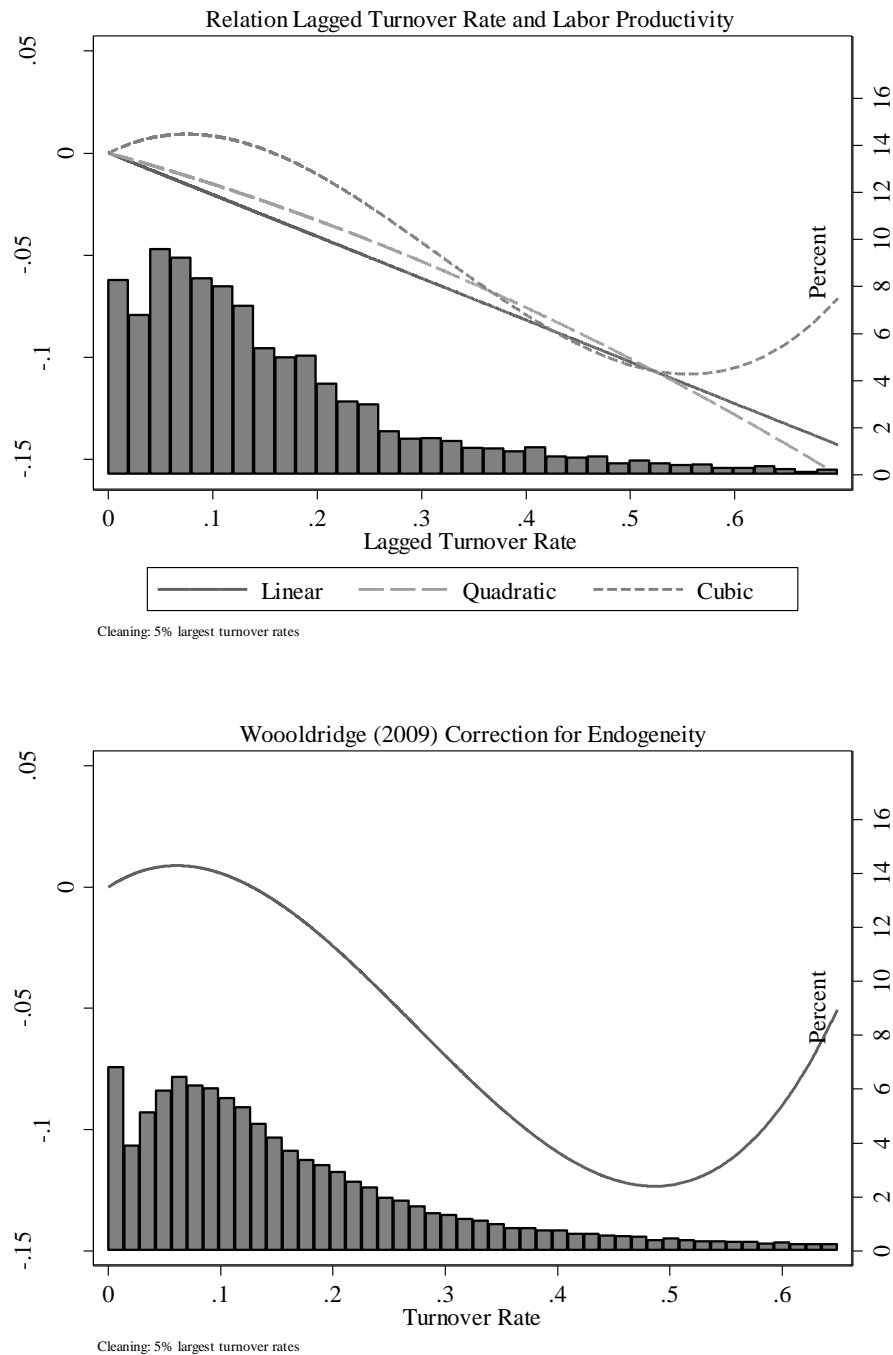 Relation Lagged Turnover Rate and Labor Productivity
.05
0
-.05
-.1
-.15
16
14
12
10
8
6
4
2
0
Percent
0 .1 .2 .3 .4 .5 .6
Lagged Turnover Rate
Linear Quadratic Cubic
Cleaning: 5% largest turnover rates
Woooldridge (2009) Correction for Endogeneity
.05
0
-.05
-.1
-.15
16
14
12
10
8
6
4
2
0
Percent
0 .1 .2 .3 .4 .5 .6
Turnover Rate
Cleaning: 5% largest turnover rates